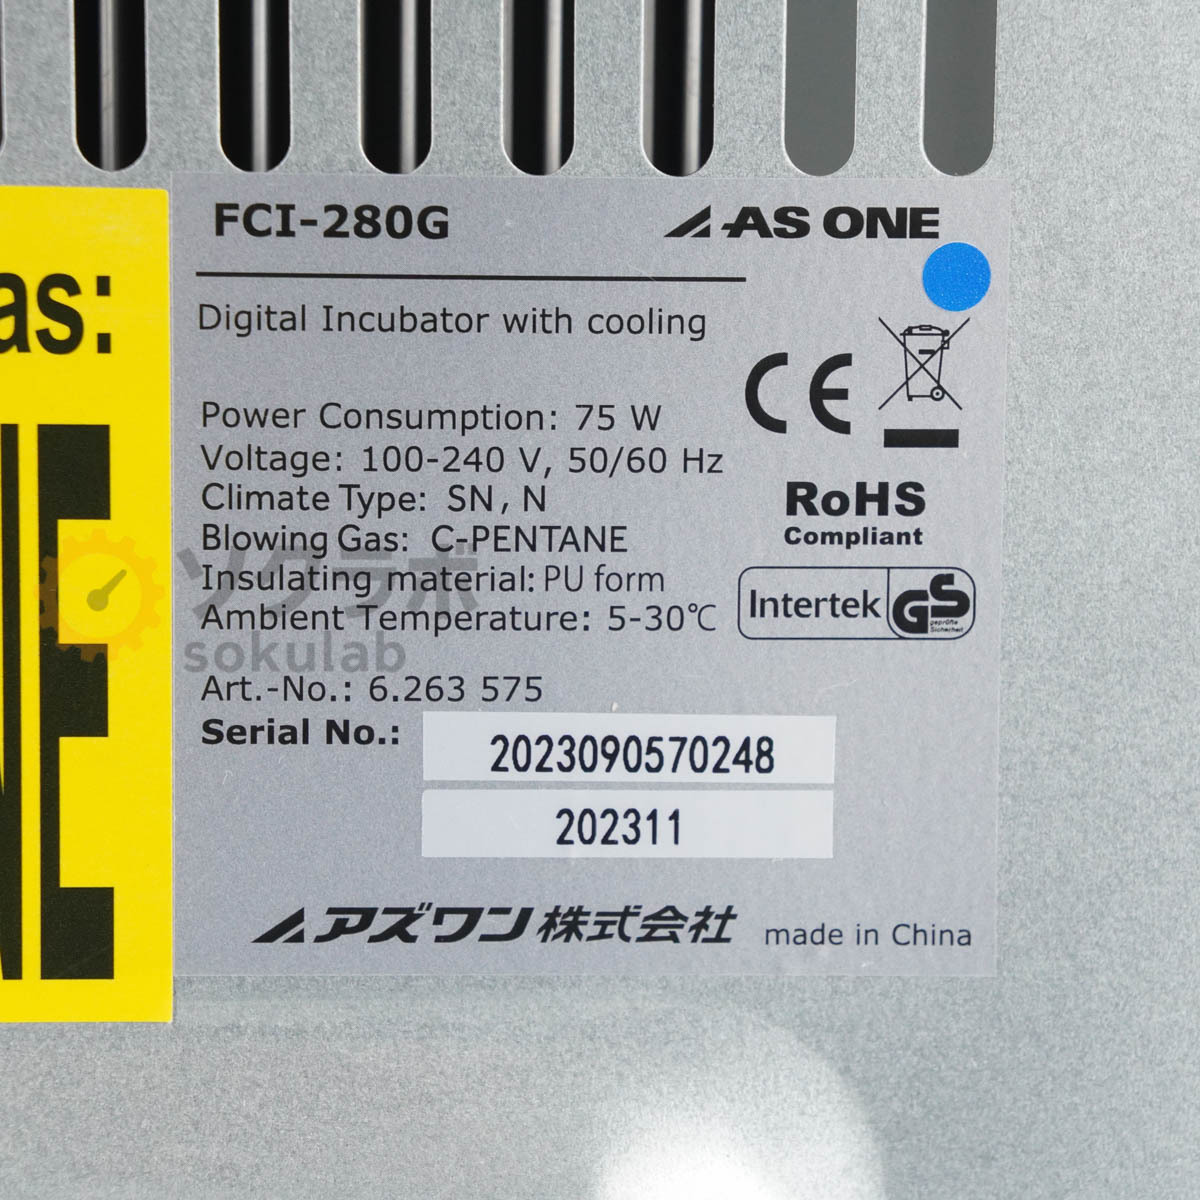 FCI-280G
AS ONE
Digital Incubator with cooling
Power Consumption: 75 W
Voltage: 100-240 V, 50/60 Hz
Climate Type: SN, N
Blowing Gas: C-PENTANE
Insulating material: PU form
Ambient Temperature: 5-30℃
Art.-No.: 6.263 575
Serial No.:
2023090570248
202311
CE
RoHS
Compliant
Intertek
GS
geprüfte
Sicherheit
アズワン株式会社
made in China
as:
NE
ソクラボ
sokulab